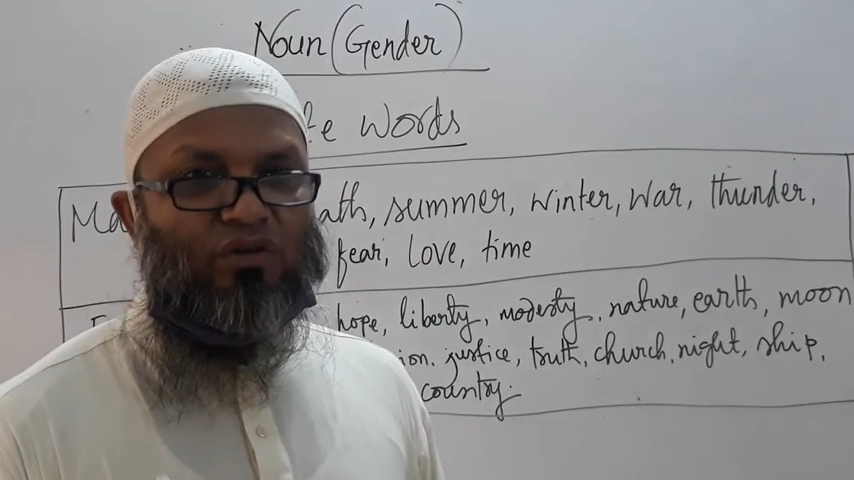 Noun (Gender)
words
summer, winter, war, thunder,
fear, love, time
hope, liberty, modesty, nature, earth, moon
justice, truth, church, night, ship,
country.